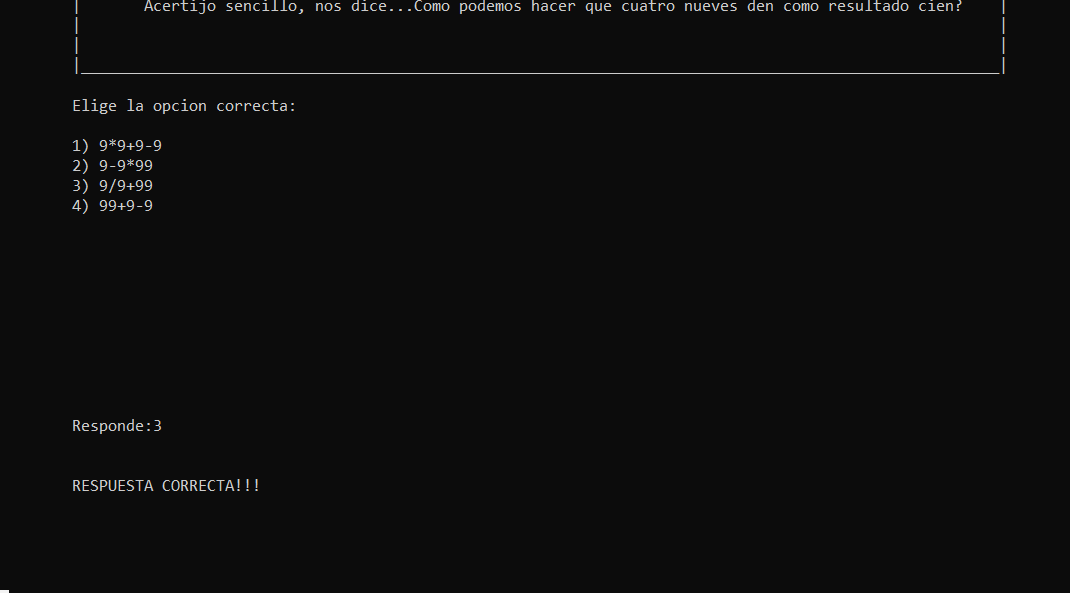 Acertijo sencillo, nos dice...Como podemos hacer que cuatro nueves den como resultado cien?
Elige la opcion correcta:
1) 9*9+9-9
2) 9-9*99
3) 9/9+99
4) 99+9-9
Responde:3
RESPUESTA CORRECTA!!!